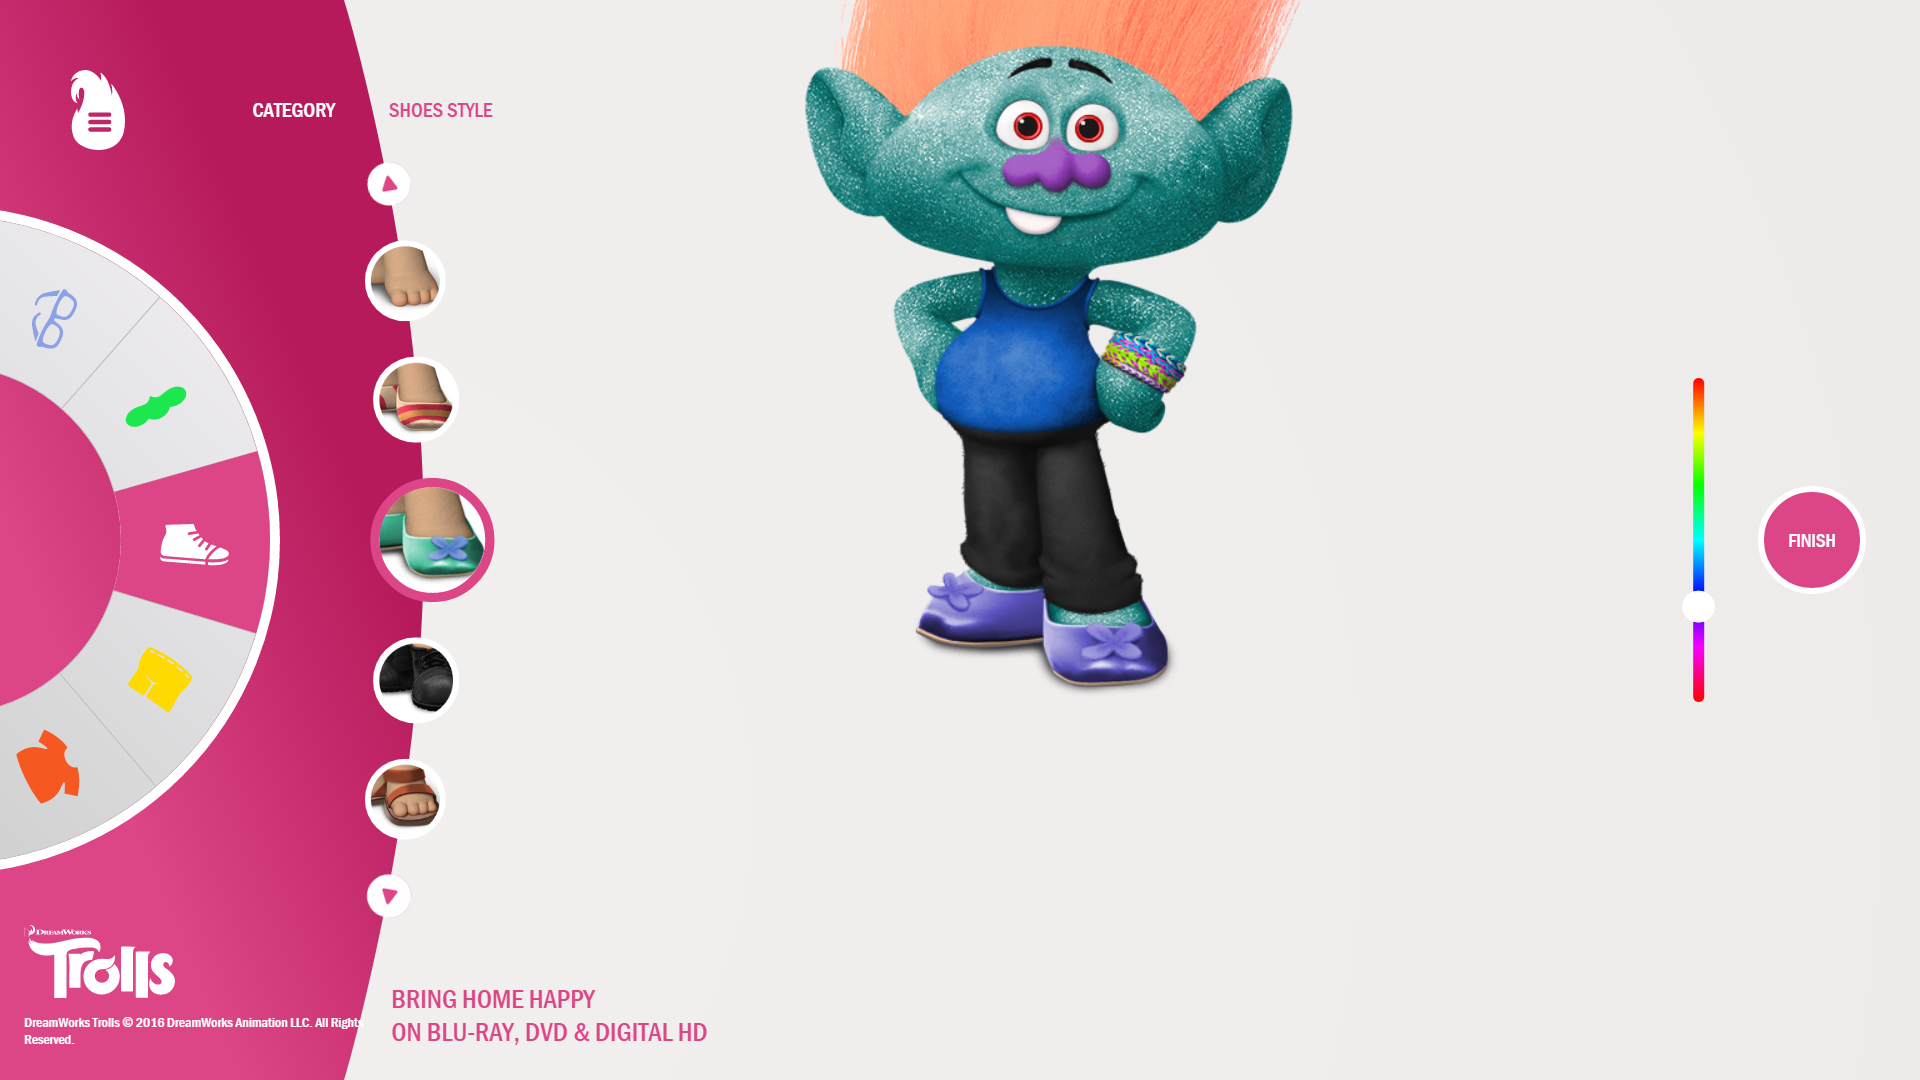 CATEGORY
SHOES STYLE
FINISH
DREAMWORKS
Trolls
DreamWorks Trolls © 2016 DreamWorks Animation LLC. All Rights
Reserved.
BRING HOME HAPPY
ON BLU-RAY, DVD & DIGITAL HD